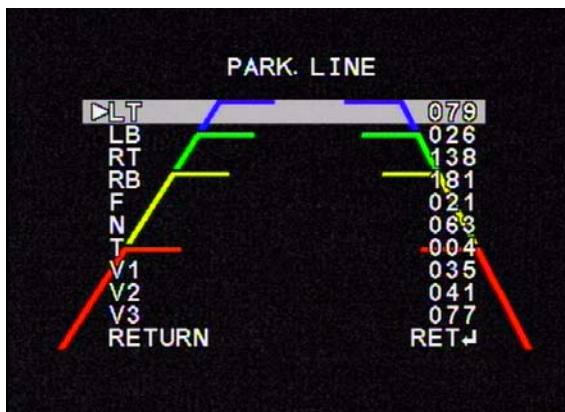 PARK. LINE
►LT 079
LB 026
RT 138
RB 181
F 021
N 063
T 004
V1 035
V2 041
V3 077
RETURN RET↵